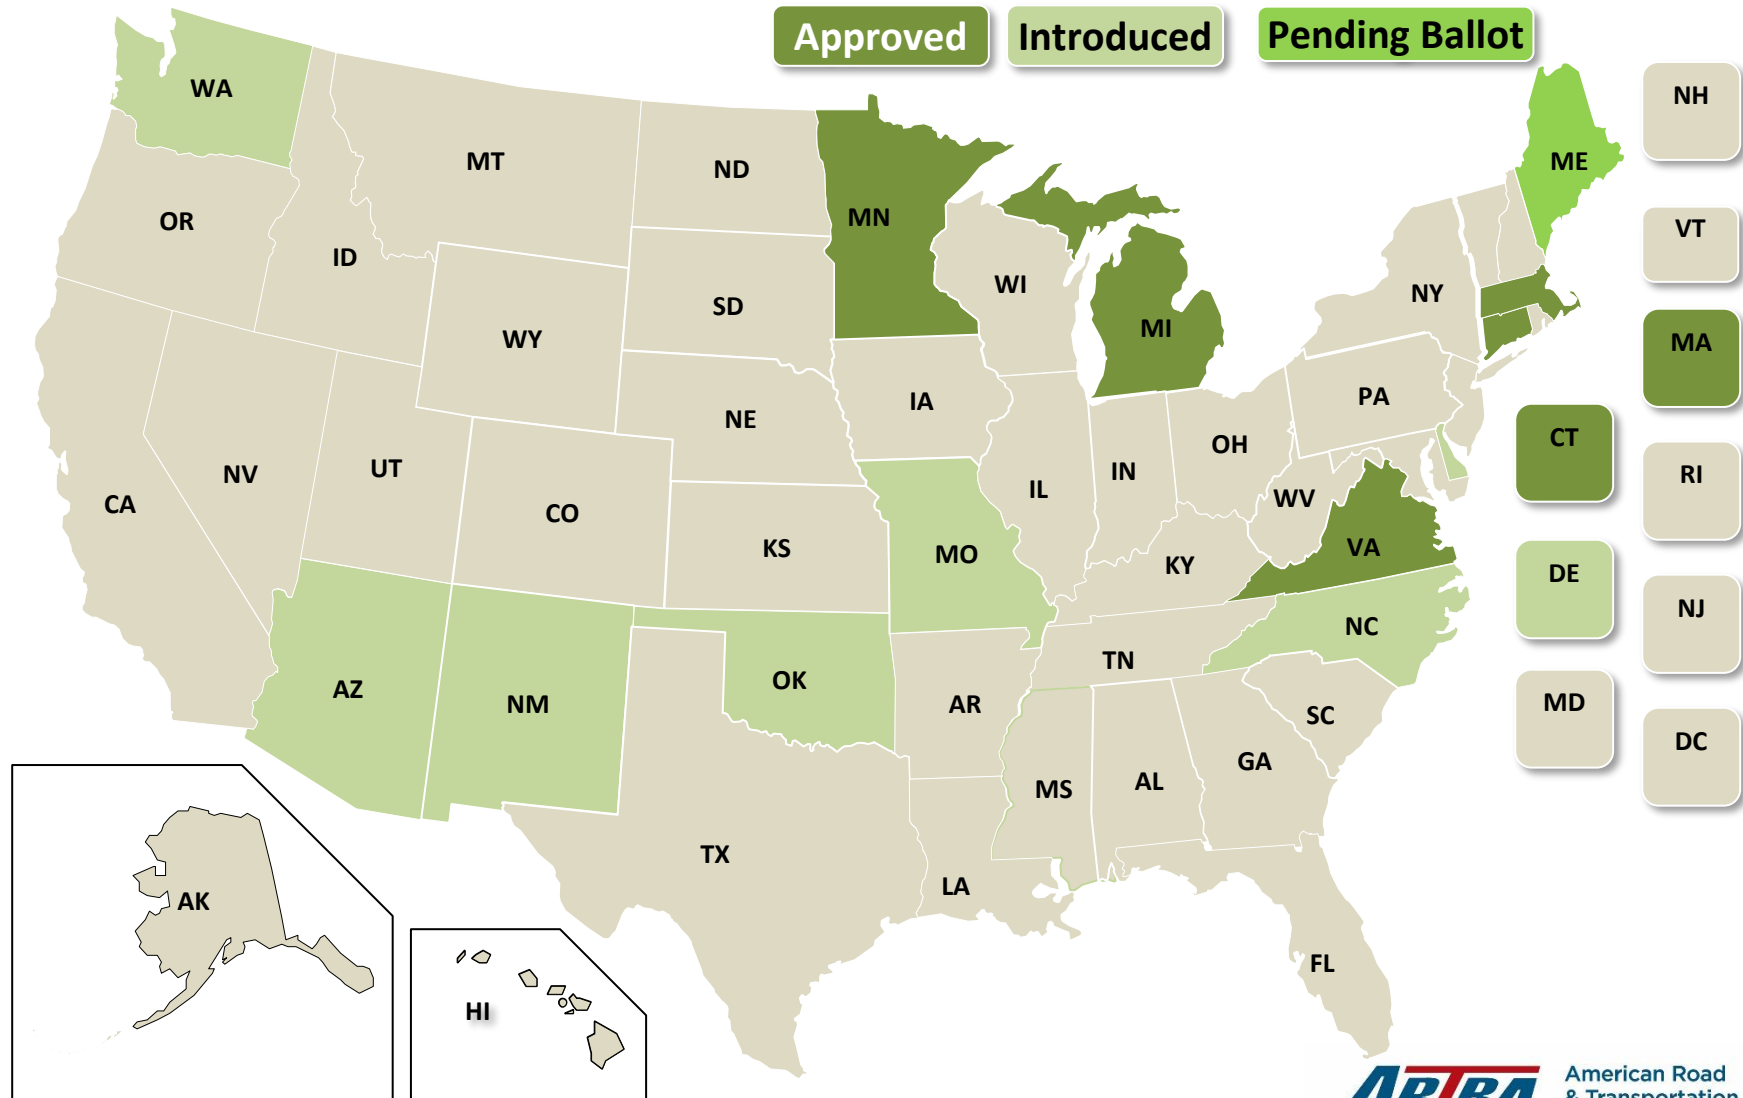 Approved Introduced Pending Ballot
WA
NH
MT
ND
ME
OR
MN
VT
ID
WI
NY
SD
MI
MA
WY
PA
IA
NE
CT
OH
UT
NV
IN
RI
IL
WV
CA
CO
KS
MO
VA
KY
DE
NC
NJ
TN
OK
AZ
NM
AR
MD
SC
DC
GA
AL
MS
TX
LA
AK
FL
HI
ARTBA
American Road
& Transportation